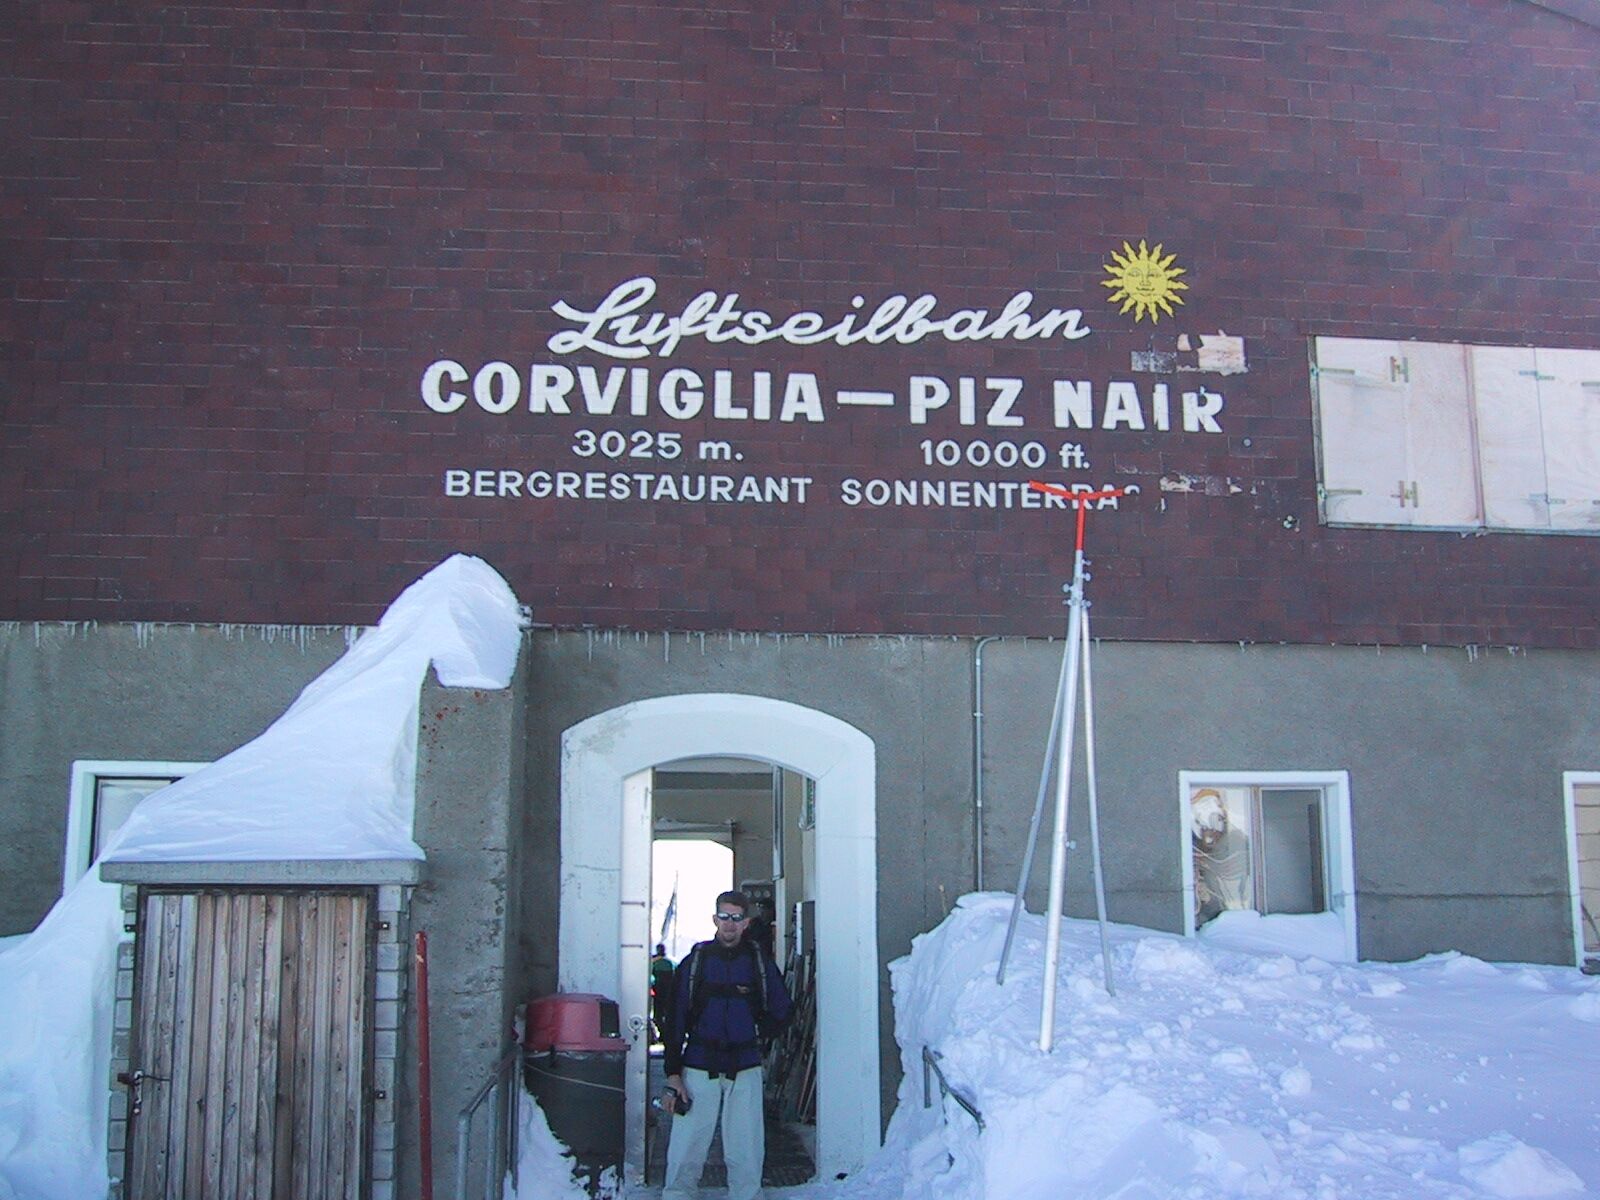 Luftseilbahn
CORVIGLIA – PIZ NAIR
3025 m. 10000 ft.
BERGRESTAURANT SONNENTERRAS